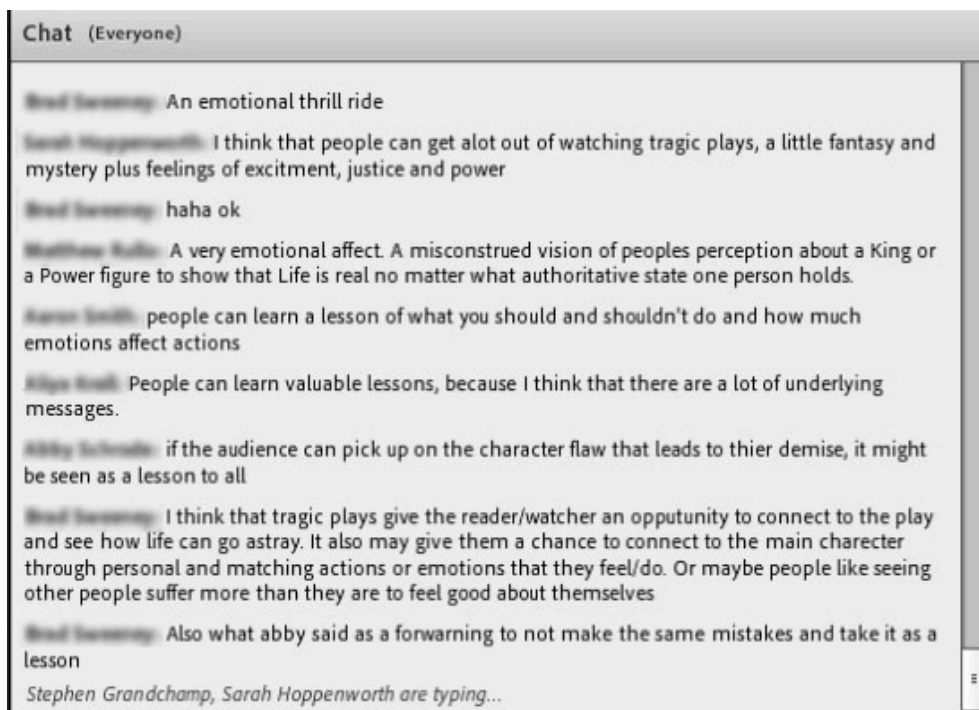 Chat (Everyone)
An emotional thrill ride
I think that people can get alot out of watching tragic plays, a little fantasy and
mystery plus feelings of excitment, justice and power
haha ok
A very emotional affect. A misconstrued vision of peoples perception about a King or
a Power figure to show that Life is real no matter what authoritative state one person holds.
people can learn a lesson of what you should and shouldn't do and how much
emotions affect actions
People can learn valuable lessons, because I think that there are a lot of underlying
messages.
if the audience can pick up on the character flaw that leads to thier demise, it might
be seen as a lesson to all
I think that tragic plays give the reader/watcher an opputunity to connect to the play
and see how life can go astray. It also may give them a chance to connect to the main charecter
through personal and matching actions or emotions that they feel/do. Or maybe people like seeing
other people suffer more than they are to feel good about themselves
Also what abby said as a forwarning to not make the same mistakes and take it as a
lesson
Stephen Grandchamp, Sarah Hoppenworth are typing...